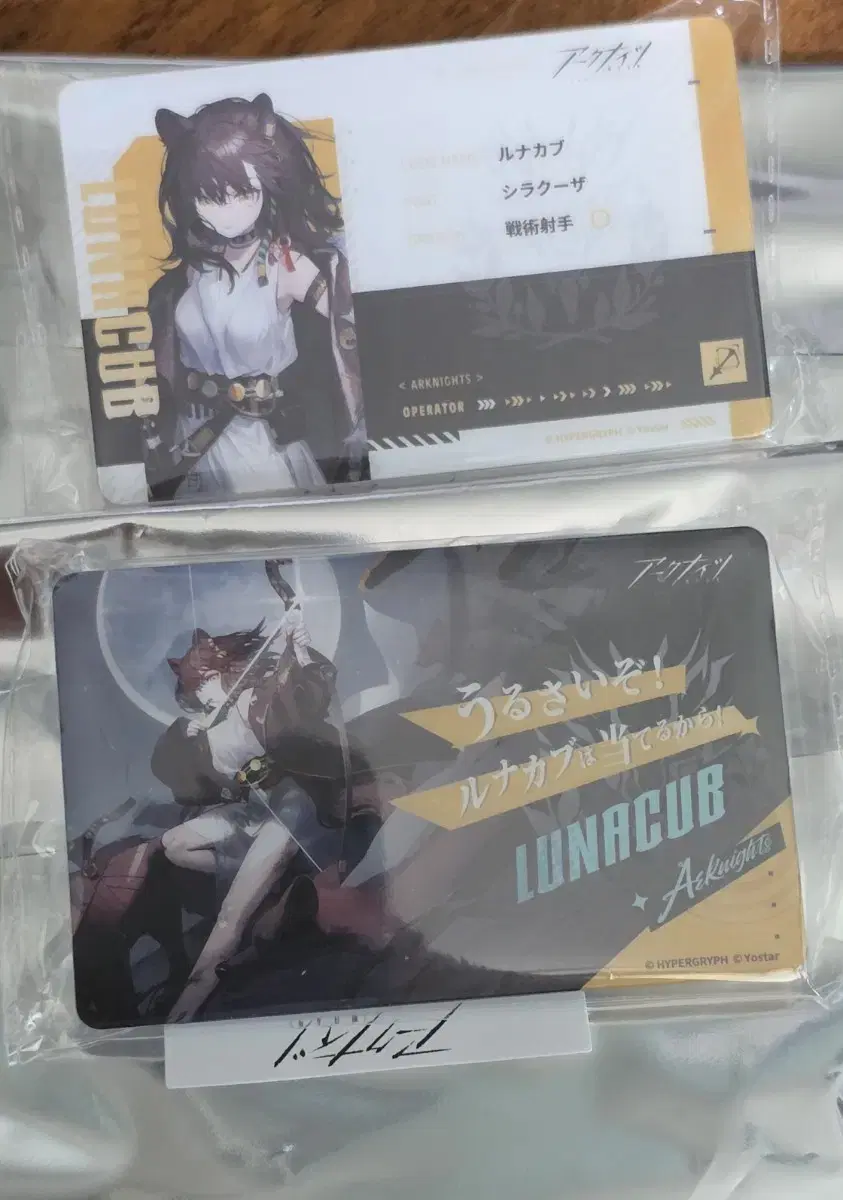 アークナイツ
LUNACUB
CODE NAME ルナカブ
シラクーザ
戦術射手
< ARKNIGHTS >
OPERATOR
© HYPERGRYPH © Yostar
アークナイツ
うるさいぞ!
ルナカブは当てるから!
LUNACUB
Arknights
© HYPERGRYPH © Yostar
アークナイツ